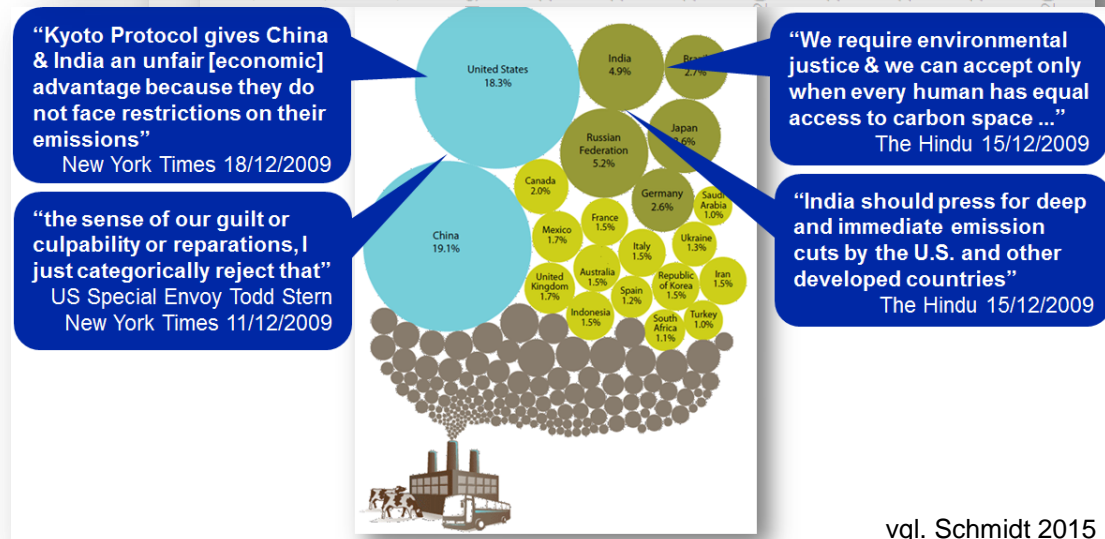 “Kyoto Protocol gives China
& India an unfair [economic]
advantage because they do
not face restrictions on their
emissions”
New York Times 18/12/2009
“the sense of our guilt or
culpability or reparations, I
just categorically reject that”
US Special Envoy Todd Stern
New York Times 11/12/2009
United States
18.3%
India
4.9%
2.7%
Russian
Federation
5.2%
Japan
Canada
2.0%
Germany
2.6%
Saudi
Arabia
1.0%
China
19.1%
Mexico
1.7%
France
1.5%
Italy
1.5%
Ukraine
1.3%
United
Kingdom
1.7%
Australia
1.5%
Spain
1.2%
Republic
of Korea
1.5%
Iran
1.5%
Indonesia
1.5%
South
Africa
1.1%
Turkey
1.0%
“We require environmental
justice & we can accept only
when every human has equal
access to carbon space ...”
The Hindu 15/12/2009
“India should press for deep
and immediate emission
cuts by the U.S. and other
developed countries”
The Hindu 15/12/2009
vgl. Schmidt 2015